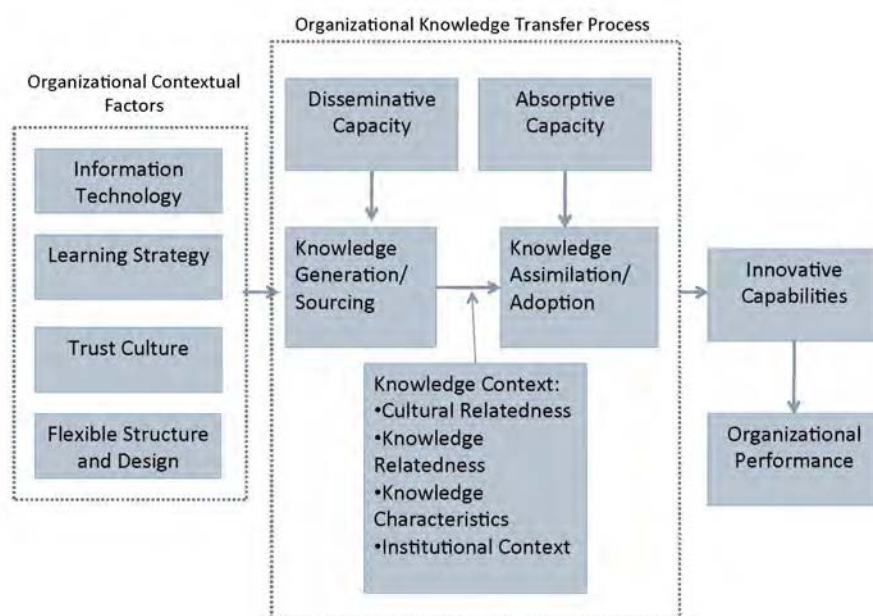 Organizational Knowledge Transfer Process
Organizational Contextual
Factors
Information
Technology
Learning Strategy
Trust Culture
Flexible Structure
and Design
Disseminative
Capacity
Absorptive
Capacity
Knowledge
Generation/
Sourcing
Knowledge
Assimilation/
Adoption
Knowledge Context:
•Cultural Relatedness
•Knowledge
Relatedness
•Knowledge
Characteristics
•Institutional Context
Innovative
Capabilities
Organizational
Performance